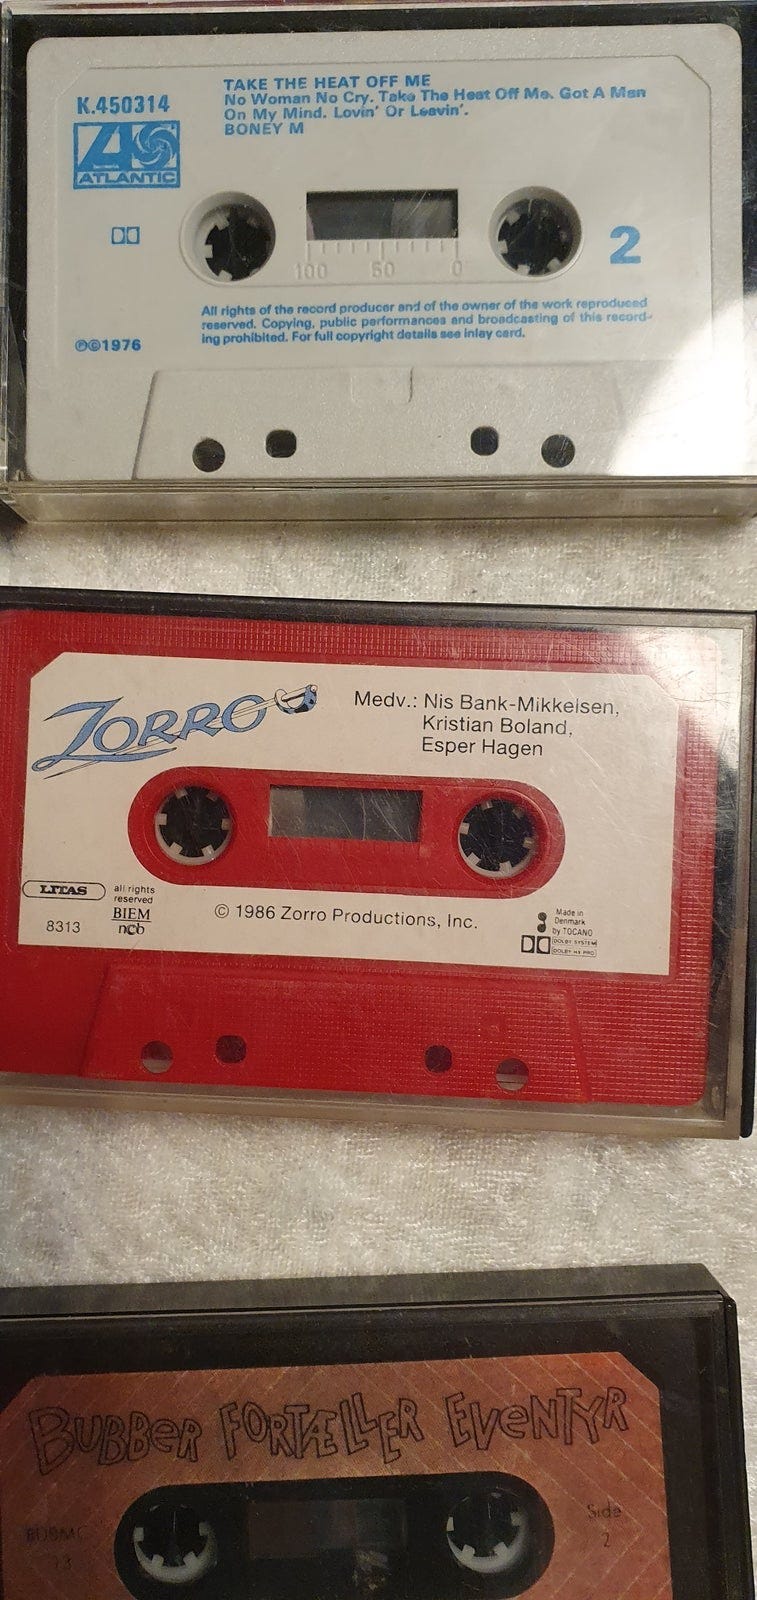 K.450314
ATLANTIC
TAKE THE HEAT OFF ME
No Woman No Cry. Take The Heat Off Me. Got A Man
On My Mind. Lovin' Or Leavin'.
BONEY M
100 50 0
2
All rights of the record producer and of the owner of the work reproduced
reserved. Copying, public performances and broadcasting of this record-
ing prohibited. For full copyright details see inlay card.
℗©1976
ZORRO
Medv.: Nis Bank-Mikkelsen,
Kristian Boland,
Esper Hagen
LITAS
all rights
reserved
8313
BIEM
ncb
© 1986 Zorro Productions, Inc.
Made in
Denmark
by TOCANO
DOLBY SYSTEM
DOLBY HX PRO
BUBBER FORTÆLLER EVENTYR
13
Side
2